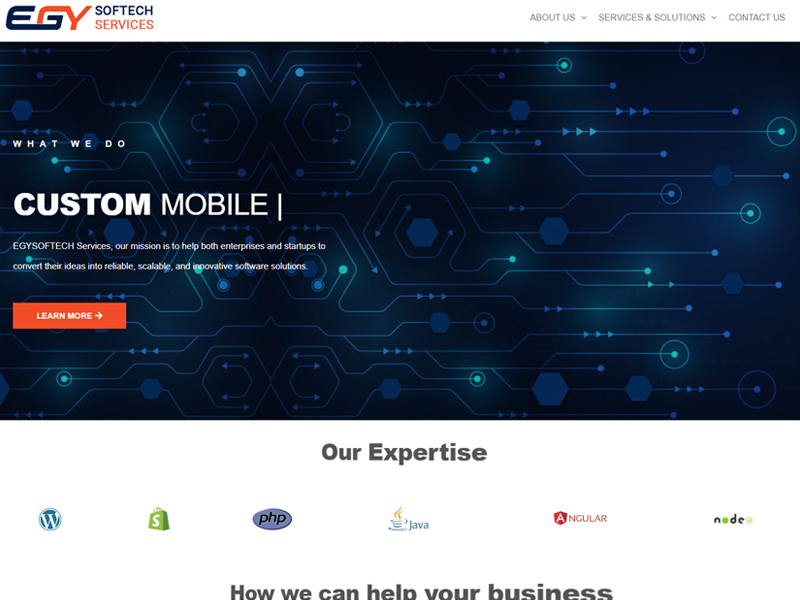 EGY SOFTECH SERVICES
ABOUT US SERVICES & SOLUTIONS CONTACT US
WHAT WE DO
CUSTOM MOBILE |
EGYSOFTECH Services, our mission is to help both enterprises and startups to
convert their ideas into reliable, scalable, and innovative software solutions.
LEARN MORE →
Our Expertise
W S php Java ANGULAR node
How we can help your business